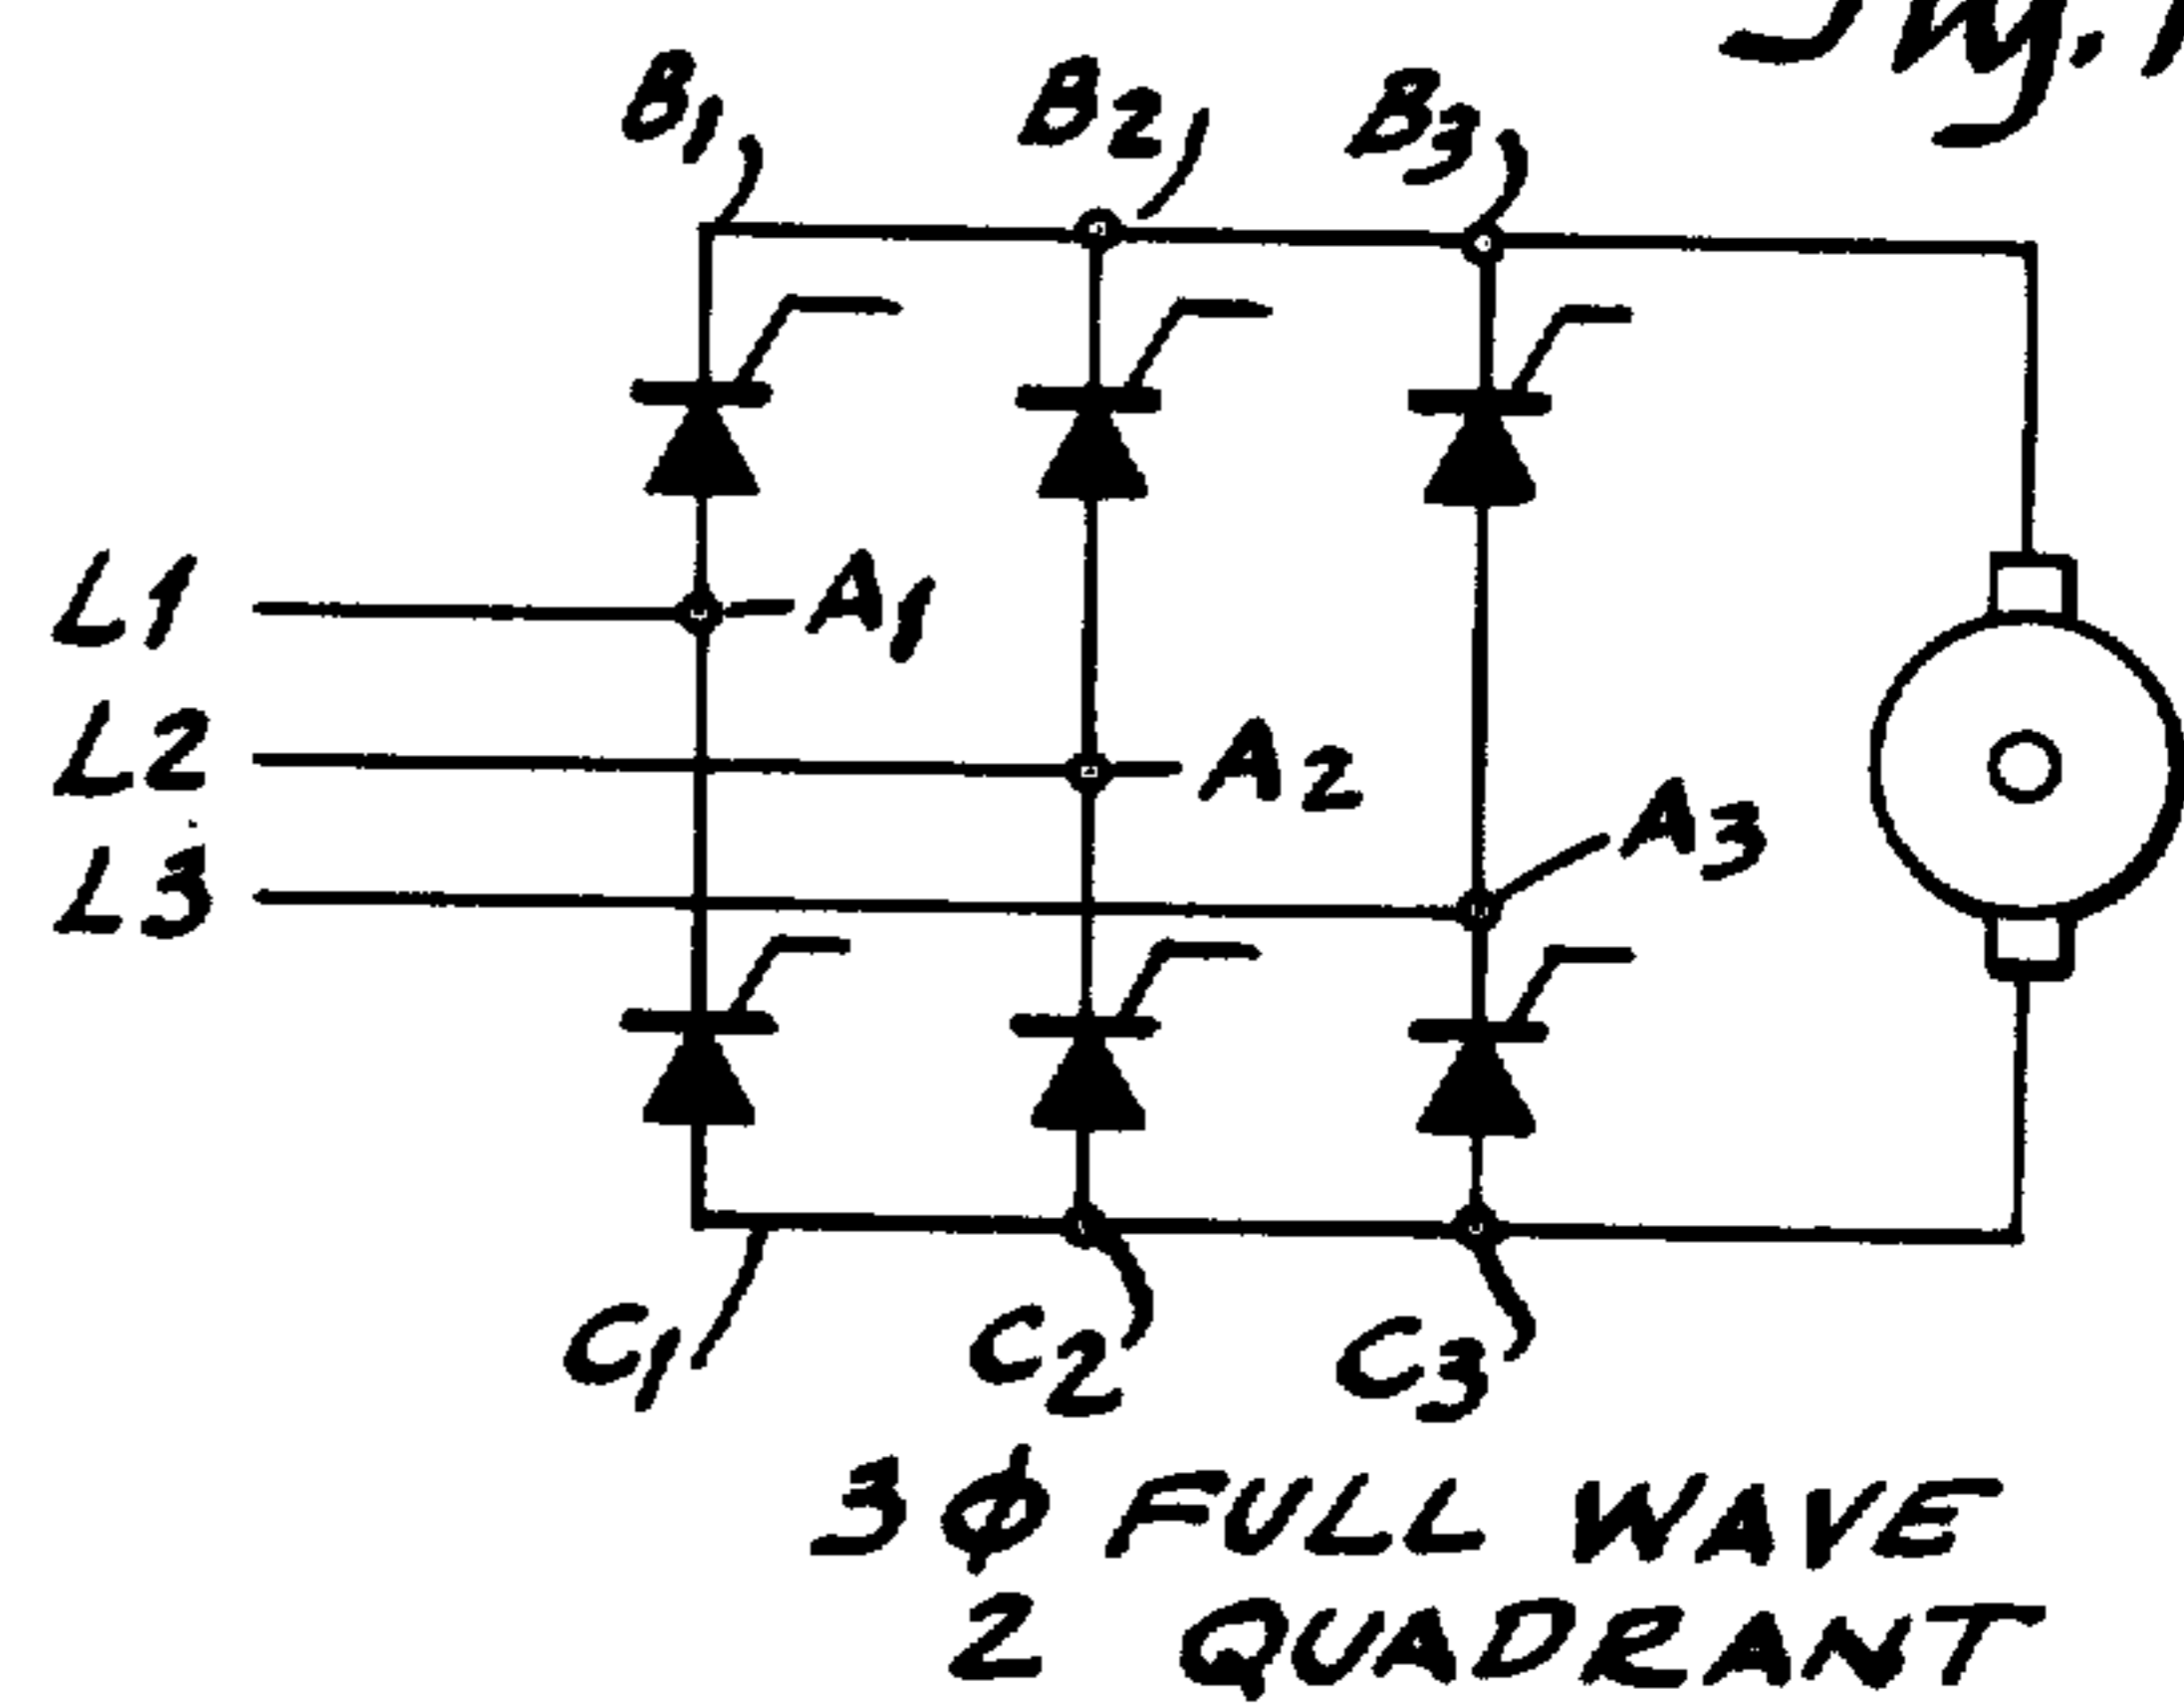 B1 B2 B3
L1 A1
L2 A2
L3 A3
C1 C2 C3
3 Ø FULL WAVE
2 QUADRANT